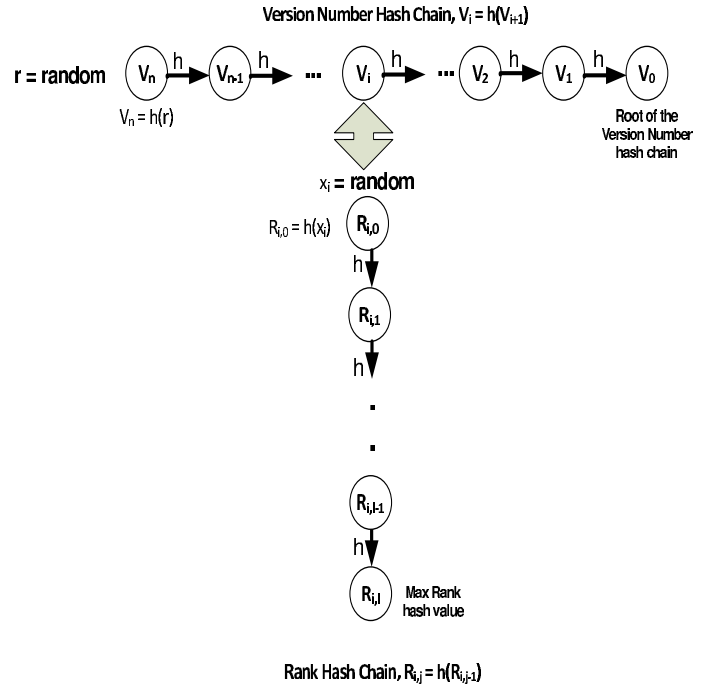 Version Number Hash Chain, Vi = h(Vi+1)
r = random
Vn
h
Vn-1
h
...
Vi
h
...
V2
h
V1
h
V0
Vn = h(r)
Root of the
Version Number
hash chain
xi = random
Ri,0 = h(xi)
Ri,0
h
Ri,1
h
.
.
Ri,l-1
h
Ri,l
Max Rank
hash value
Rank Hash Chain, Ri,j = h(Ri,j-1)